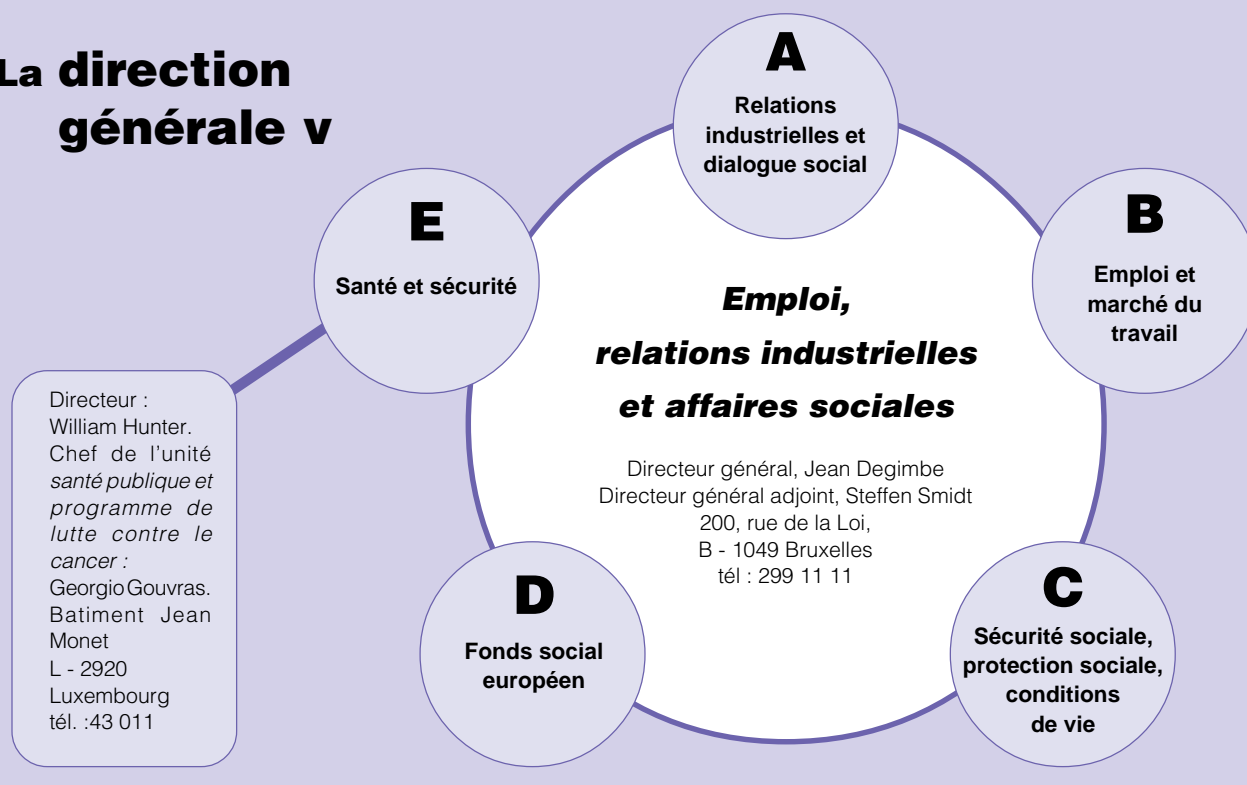 La direction
générale v
A
Relations
industrielles et
dialogue social
B
Emploi et
marché du
travail
C
Sécurité sociale,
protection sociale,
conditions
de vie
D
Fonds social
européen
E
Santé et sécurité
Emploi,
relations industrielles
et affaires sociales
Directeur général, Jean Degimbe
Directeur général adjoint, Steffen Smidt
200, rue de la Loi,
B - 1049 Bruxelles
tél : 299 11 11
Directeur :
William Hunter.
Chef de l'unité
santé publique et
programme de
lutte contre le
cancer :
Georgio Gouvras.
Batiment Jean
Monet
L - 2920
Luxembourg
tél. :43 011